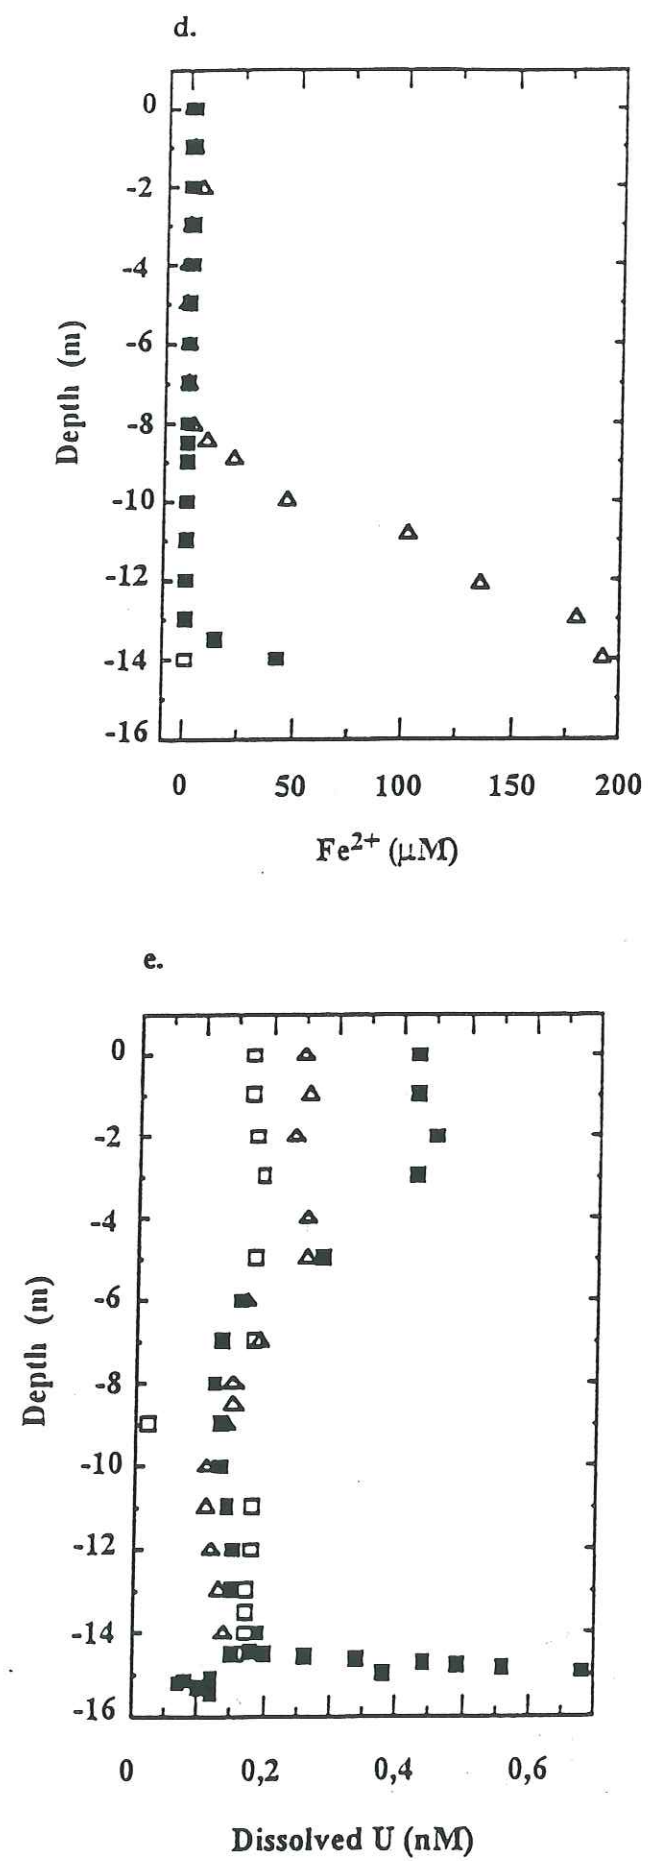 d.
0
-2
-4
-6
-8
-10
-12
-14
-16
Depth (m)
0 50 100 150 200
Fe²⁺ (μM)
e.
0
-2
-4
-6
-8
-10
-12
-14
-16
Depth (m)
0 0,2 0,4 0,6
Dissolved U (nM)